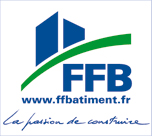 FFB
www.ffbatiment.fr
La passion de construire